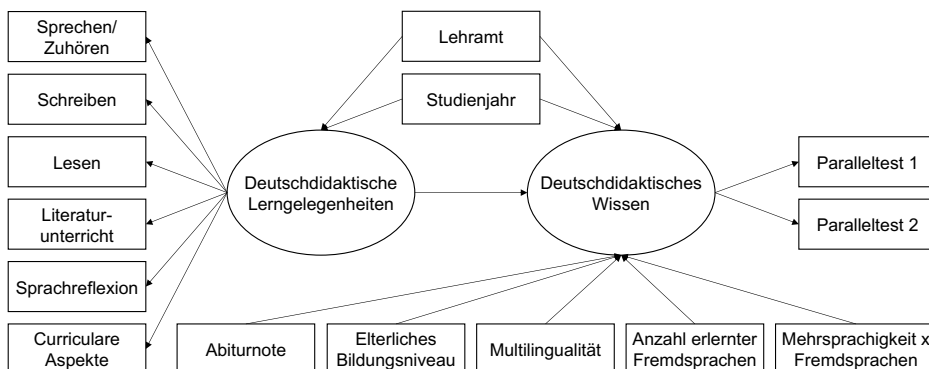 Sprechen/
Zuhören
Schreiben
Lesen
Literatur-
unterricht
Sprachreflexion
Curriculare
Aspekte
Lehramt
Studienjahr
Deutschdidaktische
Lerngelegenheiten
Deutschdidaktisches
Wissen
Paralleltest 1
Paralleltest 2
Abiturnote
Elterliches
Bildungsniveau
Multilingualität
Anzahl erlernter
Fremdsprachen
Mehrsprachigkeit x
Fremdsprachen